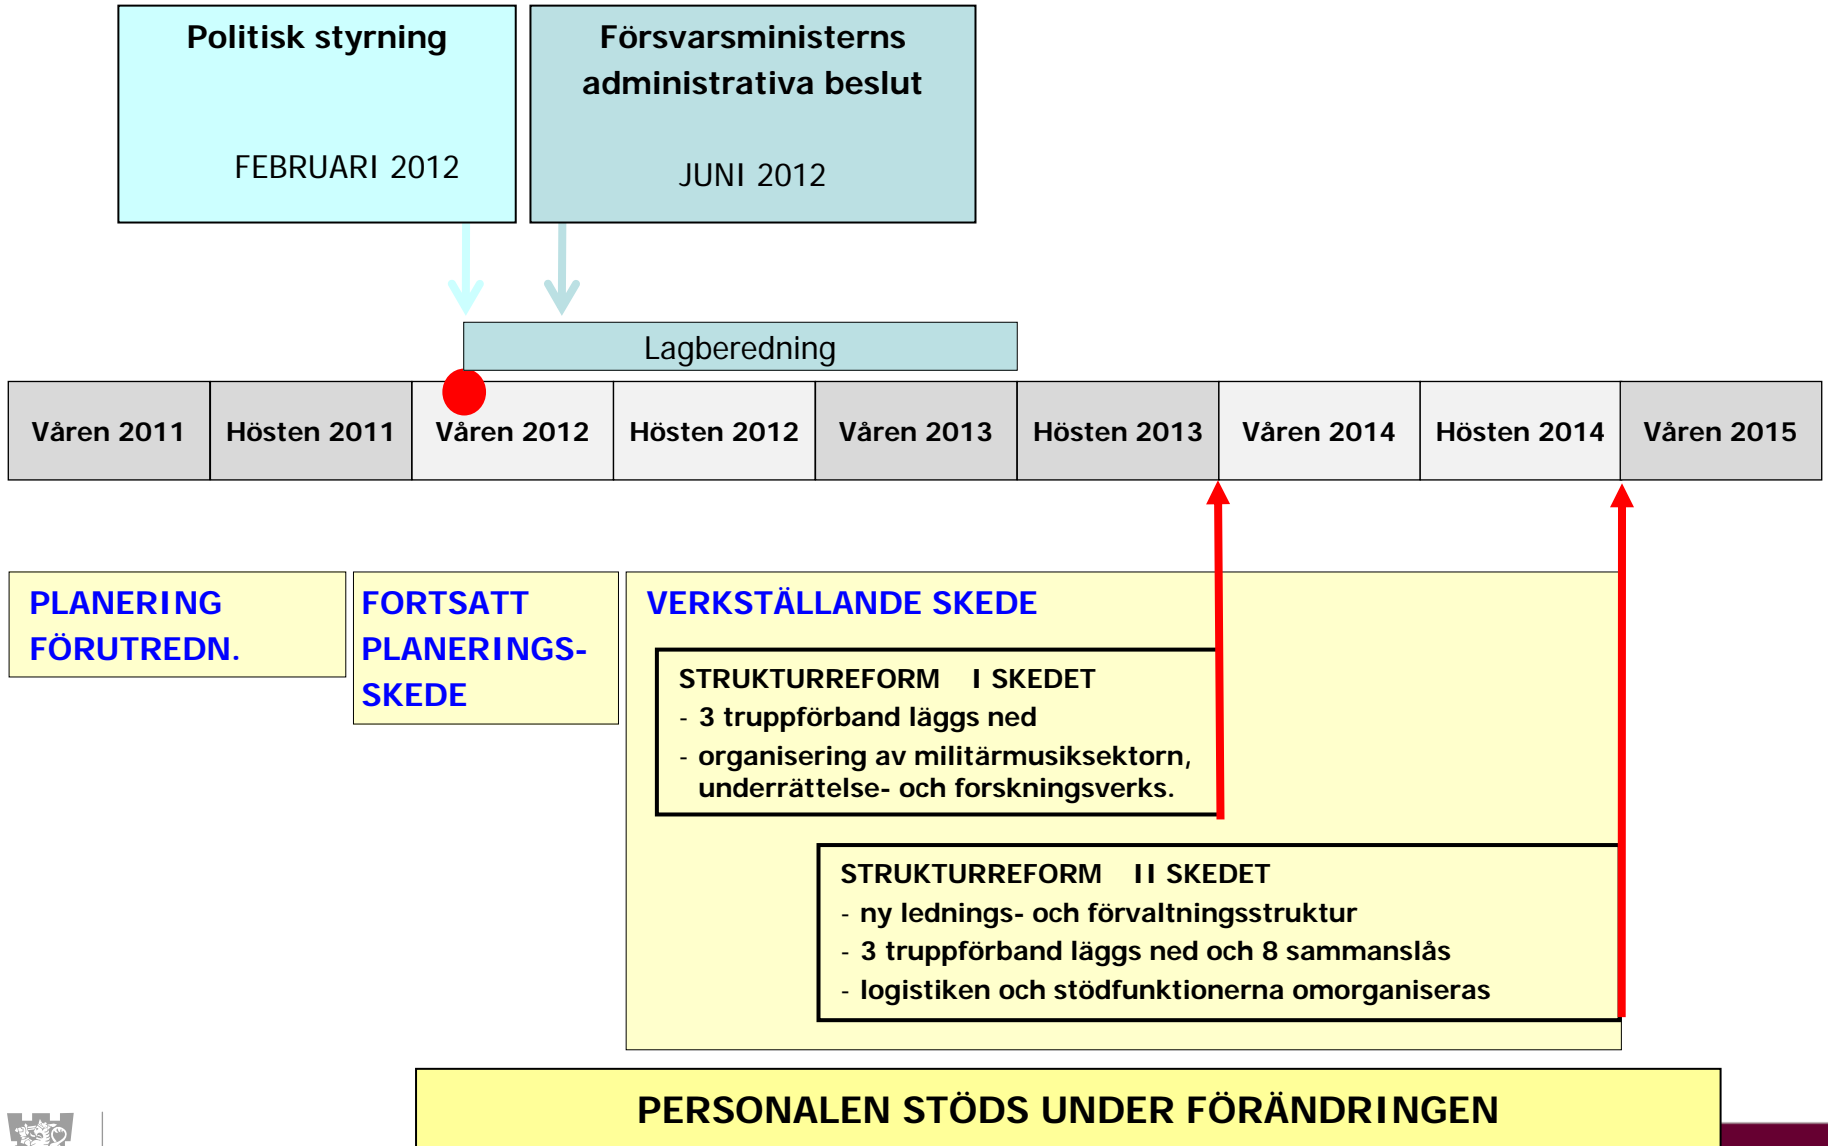 Politisk styrning
FEBRUARI 2012
Försvarsministerns
administrativa beslut
JUNI 2012
Lagberedning
Våren 2011
Hösten 2011
Våren 2012
Hösten 2012
Våren 2013
Hösten 2013
Våren 2014
Hösten 2014
Våren 2015
PLANERING
FÖRUTREDN.
FORTSATT
PLANERINGS-
SKEDE
VERKSTÄLLANDE SKEDE
STRUKTURREFORM I SKEDET
- 3 truppförband läggs ned
- organisering av militärmusiksektorn,
underrättelse- och forskningsverks.
STRUKTURREFORM II SKEDET
- ny lednings- och förvaltningsstruktur
- 3 truppförband läggs ned och 8 sammanslås
- logistiken och stödfunktionerna omorganiseras
PERSONALEN STÖDS UNDER FÖRÄNDRINGEN